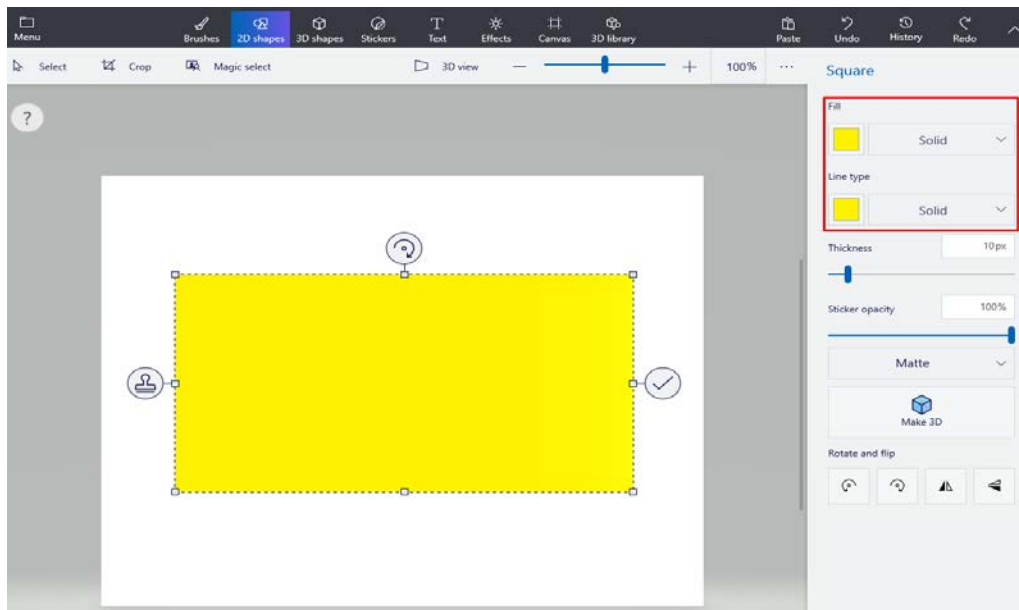 Menu Brushes 2D shapes 3D shapes Stickers Text Effects Canvas 3D library Paste Undo History Redo
Select Crop Magic select 3D view 100%
Square
?
Fill
Solid
Line type
Solid
Thickness 10px
Sticker opacity 100%
Matte
Make 3D
Rotate and flip